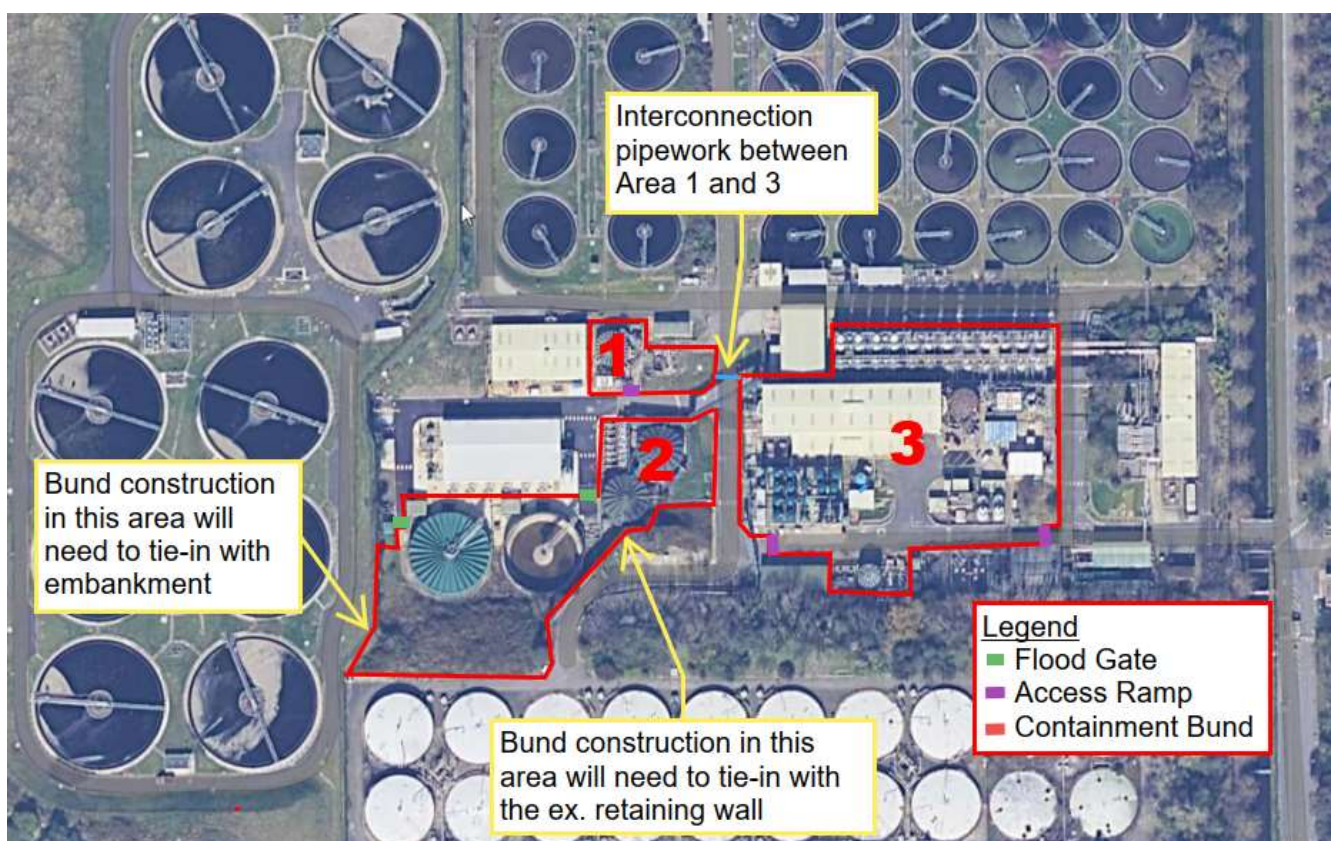 Interconnection
pipework between
Area 1 and 3
1
2
3
Bund construction
in this area will
need to tie-in with
embankment
Bund construction in this
area will need to tie-in with
the ex. retaining wall
Legend
Flood Gate
Access Ramp
Containment Bund